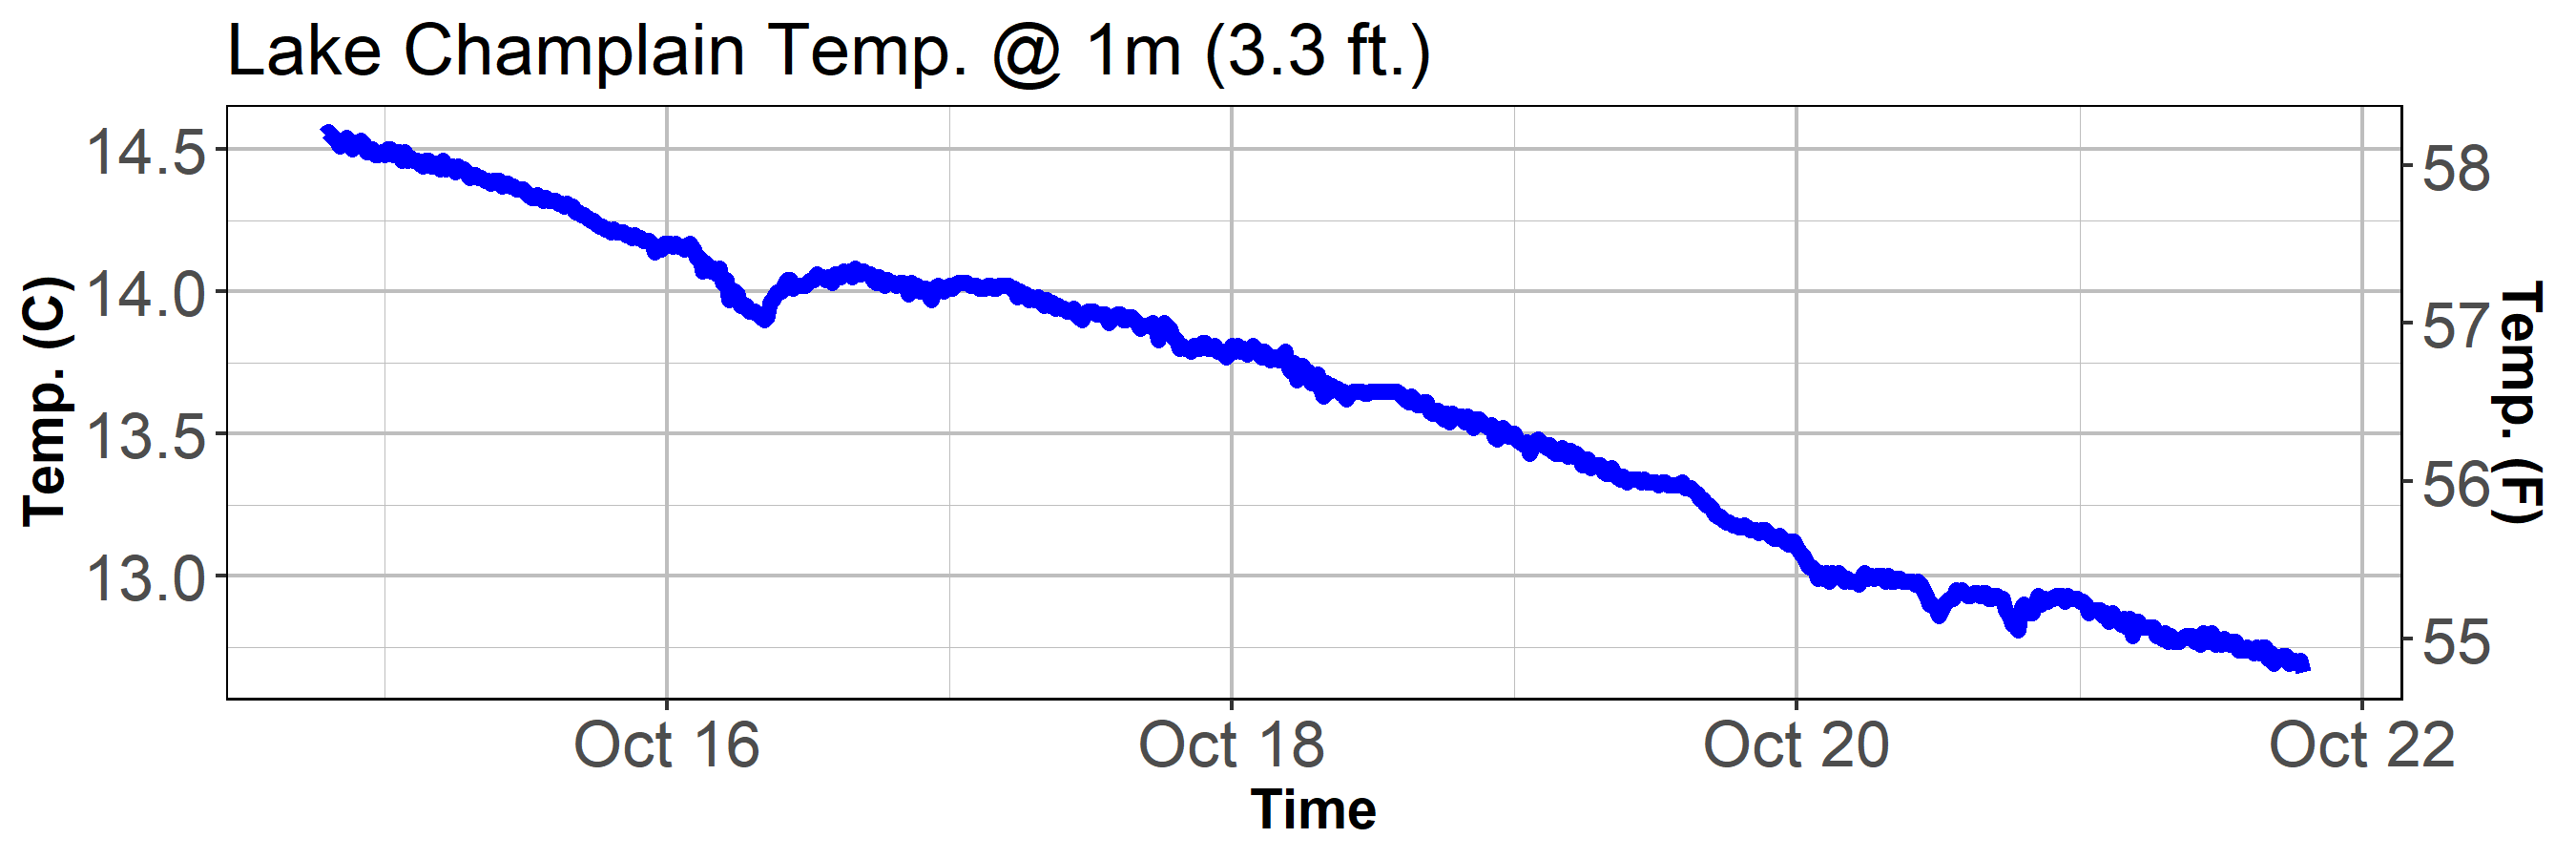 Lake Champlain Temp. @ 1m (3.3 ft.)
Temp. (C)
14.5
14.0
13.5
13.0
58
57
56
55
Temp. (F)
Oct 16 Oct 18 Oct 20 Oct 22
Time